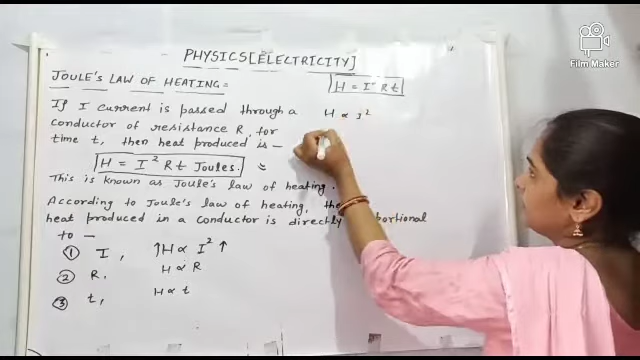 PHYSICS[ELECTRICITY]
JOULE'S LAW OF HEATING:-
If I current is passed through a
conductor of resistance R, for
time t, then heat produced is —
H = I² R t Joules.
This is known as Joule's law of heating.
According to Joule's law of heating, the
heat produced in a conductor is directly
to —
① I, ↑H ∝ I² ↑
② R, H ∝ R
③ t, H ∝ t
H = I² R t
H ∝ I²
Film Maker